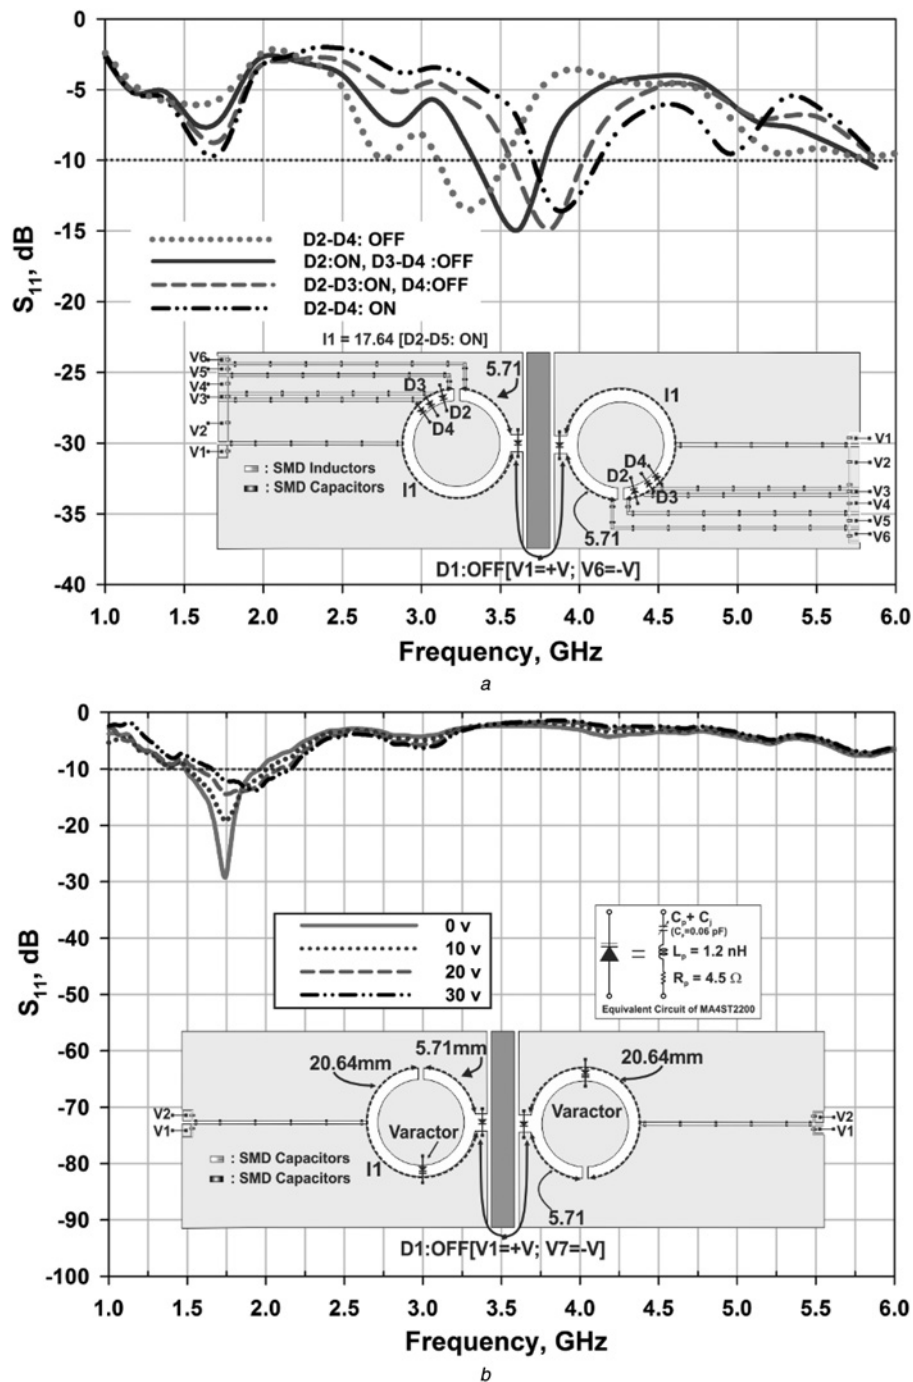 0
-5
-10
-15
-20
-25
-30
-35
-40
S11, dB
D2-D4: OFF
D2:ON, D3-D4 :OFF
D2-D3:ON, D4:OFF
D2-D4: ON
l1 = 17.64 [D2-D5: ON]
V6
V5
V4
V3
V2
V1
D3
D2
D4
5.71
l1
: SMD Inductors
: SMD Capacitors
l1
D4
D2
D3
5.71
V1
V2
V3
V4
V5
V6
D1:OFF[V1=+V; V6=-V]
1.0 1.5 2.0 2.5 3.0 3.5 4.0 4.5 5.0 5.5 6.0
Frequency, GHz
a
0
-10
-20
-30
-40
-50
-60
-70
-80
-90
-100
S11, dB
0 v
10 v
20 v
30 v
Cp+ Cj
(Cs=0.06 pF)
= Lp = 1.2 nH
Rp = 4.5 Ω
Equivalent Circuit of MA4ST2200
20.64mm
5.71mm
20.64mm
V2
V1
Varactor
Varactor
V2
V1
l1
: SMD Capacitors
: SMD Capacitors
5.71
D1:OFF[V1=+V; V7=-V]
1.0 1.5 2.0 2.5 3.0 3.5 4.0 4.5 5.0 5.5 6.0
Frequency, GHz
b